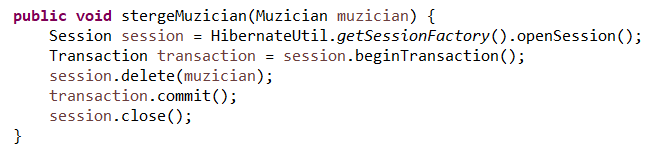 public void stergeMuzician(Muzician muzician) {
Session session = HibernateUtil.getSessionFactory().openSession();
Transaction transaction = session.beginTransaction();
session.delete(muzician);
transaction.commit();
session.close();
}